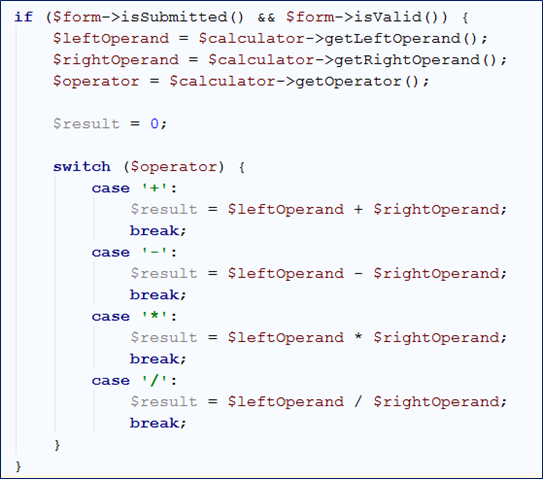 if ($form->isSubmitted() && $form->isValid()) {
    $leftOperand = $calculator->getLeftOperand();
    $rightOperand = $calculator->getRightOperand();
    $operator = $calculator->getOperator();

    $result = 0;

    switch ($operator) {
        case '+':
            $result = $leftOperand + $rightOperand;
            break;
        case '-':
            $result = $leftOperand - $rightOperand;
            break;
        case '*':
            $result = $leftOperand * $rightOperand;
            break;
        case '/':
            $result = $leftOperand / $rightOperand;
            break;
    }
}